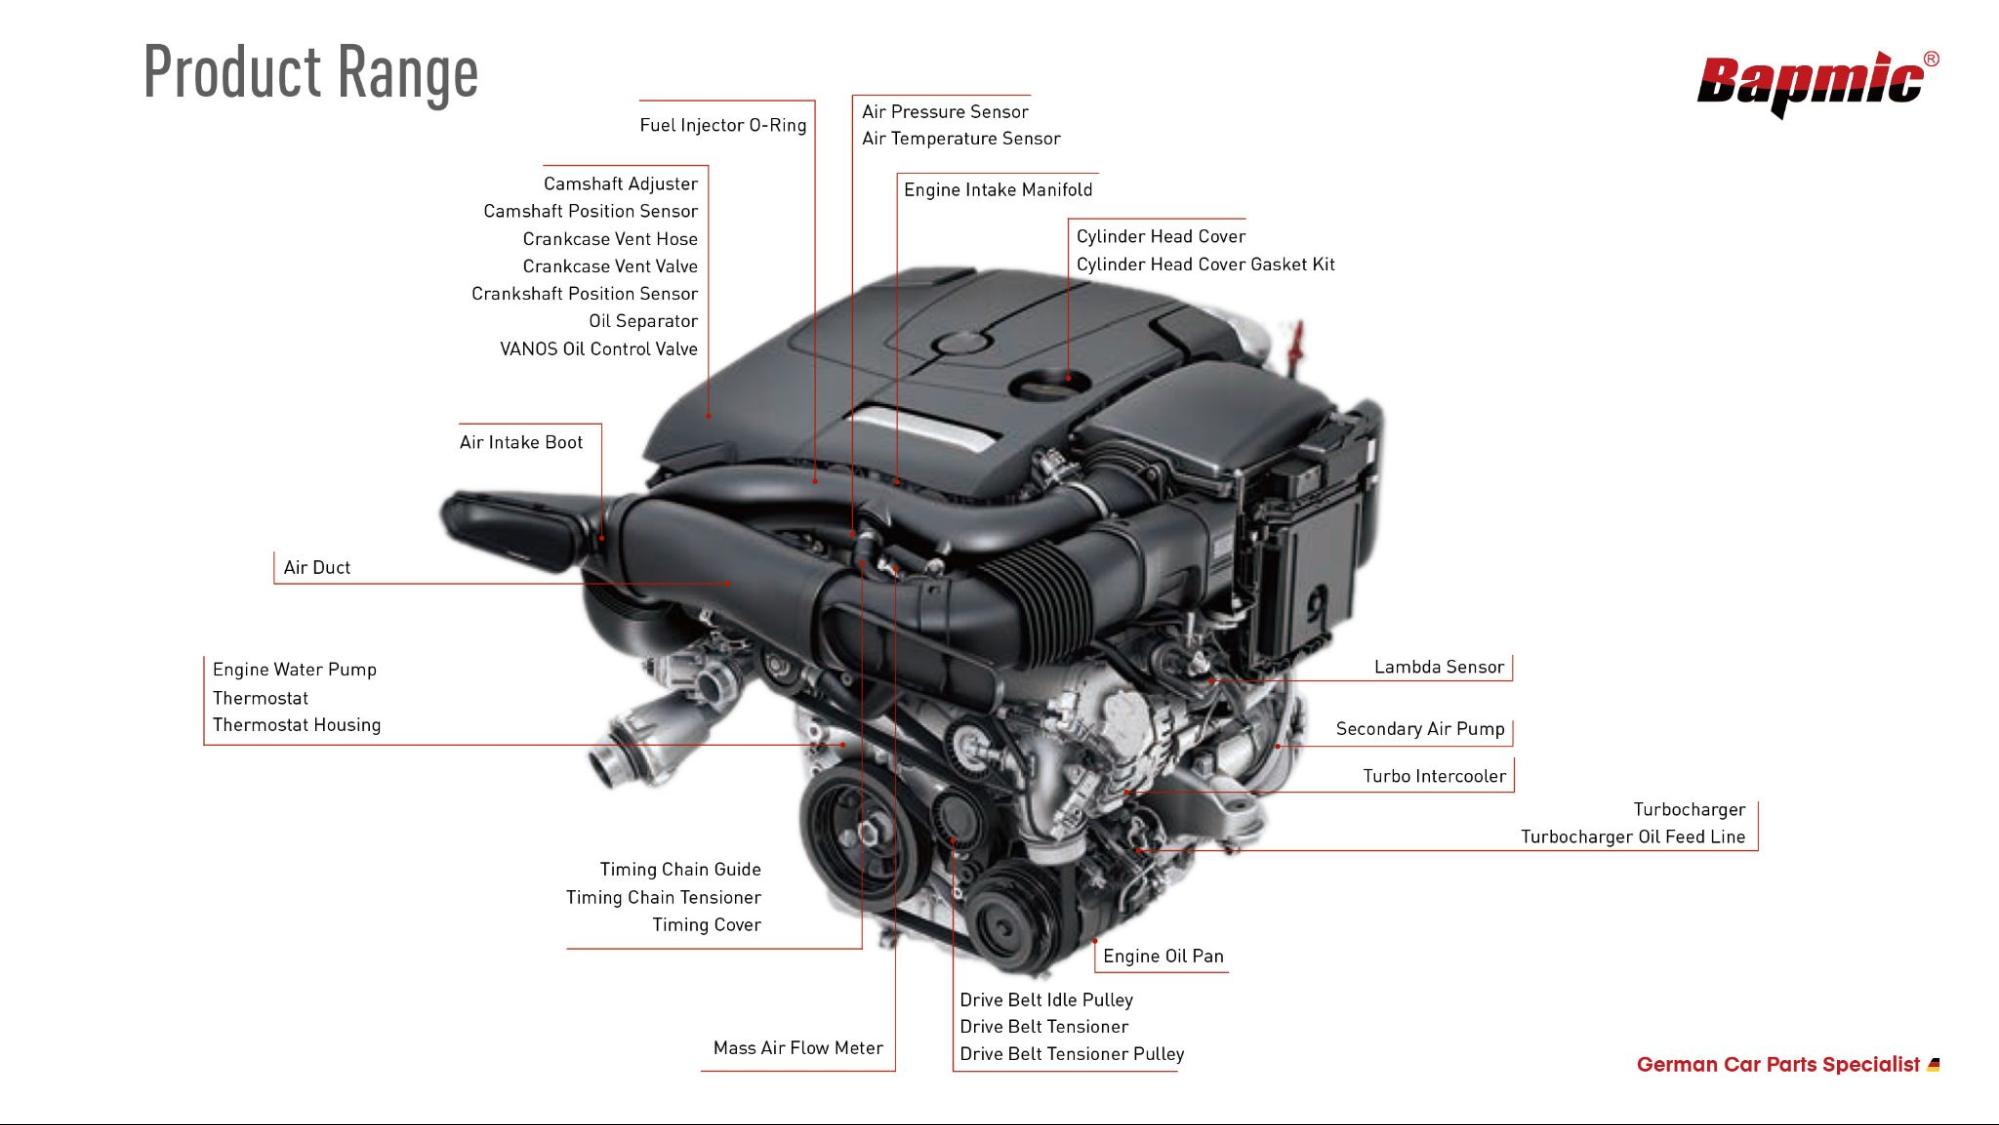 Product Range
Bapmic®
Fuel Injector O-Ring
Air Pressure Sensor
Air Temperature Sensor
Camshaft Adjuster
Camshaft Position Sensor
Crankcase Vent Hose
Crankcase Vent Valve
Crankshaft Position Sensor
Oil Separator
VANOS Oil Control Valve
Engine Intake Manifold
Cylinder Head Cover
Cylinder Head Cover Gasket Kit
Air Intake Boot
Air Duct
Engine Water Pump
Thermostat
Thermostat Housing
Lambda Sensor
Secondary Air Pump
Turbo Intercooler
Turbocharger
Turbocharger Oil Feed Line
Timing Chain Guide
Timing Chain Tensioner
Timing Cover
Engine Oil Pan
Drive Belt Idle Pulley
Drive Belt Tensioner
Drive Belt Tensioner Pulley
Mass Air Flow Meter
German Car Parts Specialist